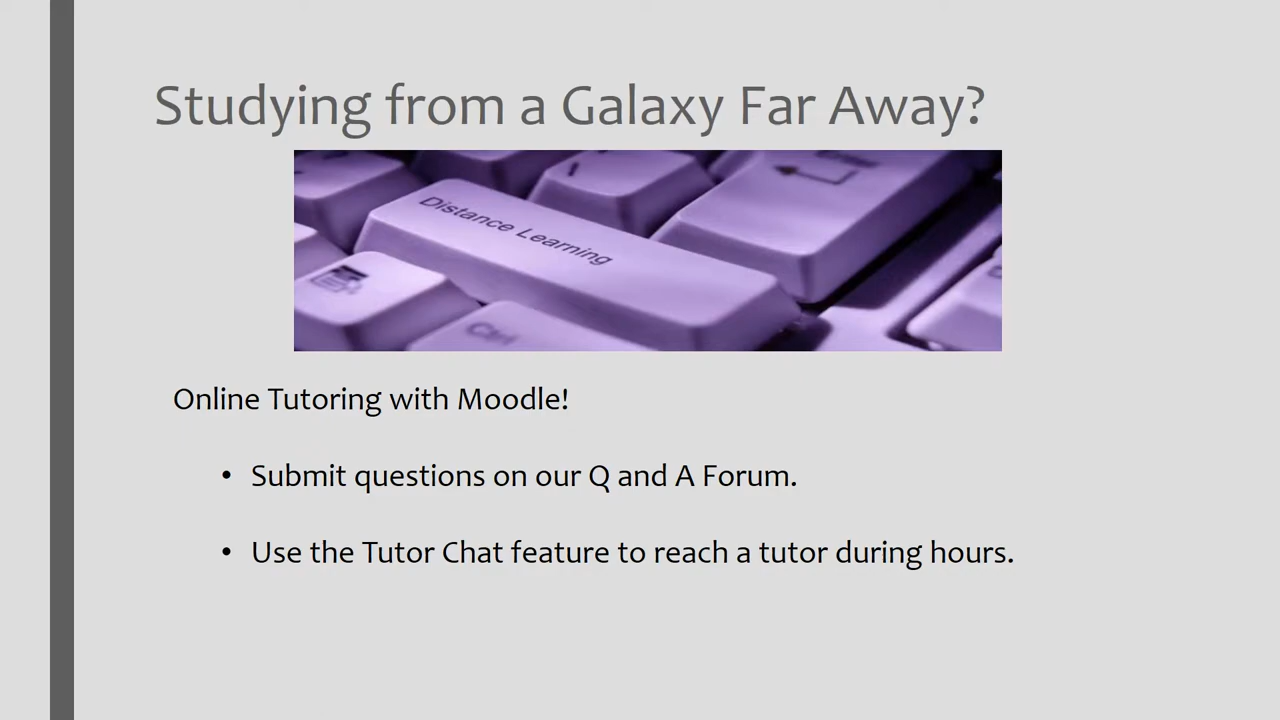 Studying from a Galaxy Far Away?
Distance Learning
Ctrl
Online Tutoring with Moodle!
• Submit questions on our Q and A Forum.
• Use the Tutor Chat feature to reach a tutor during hours.